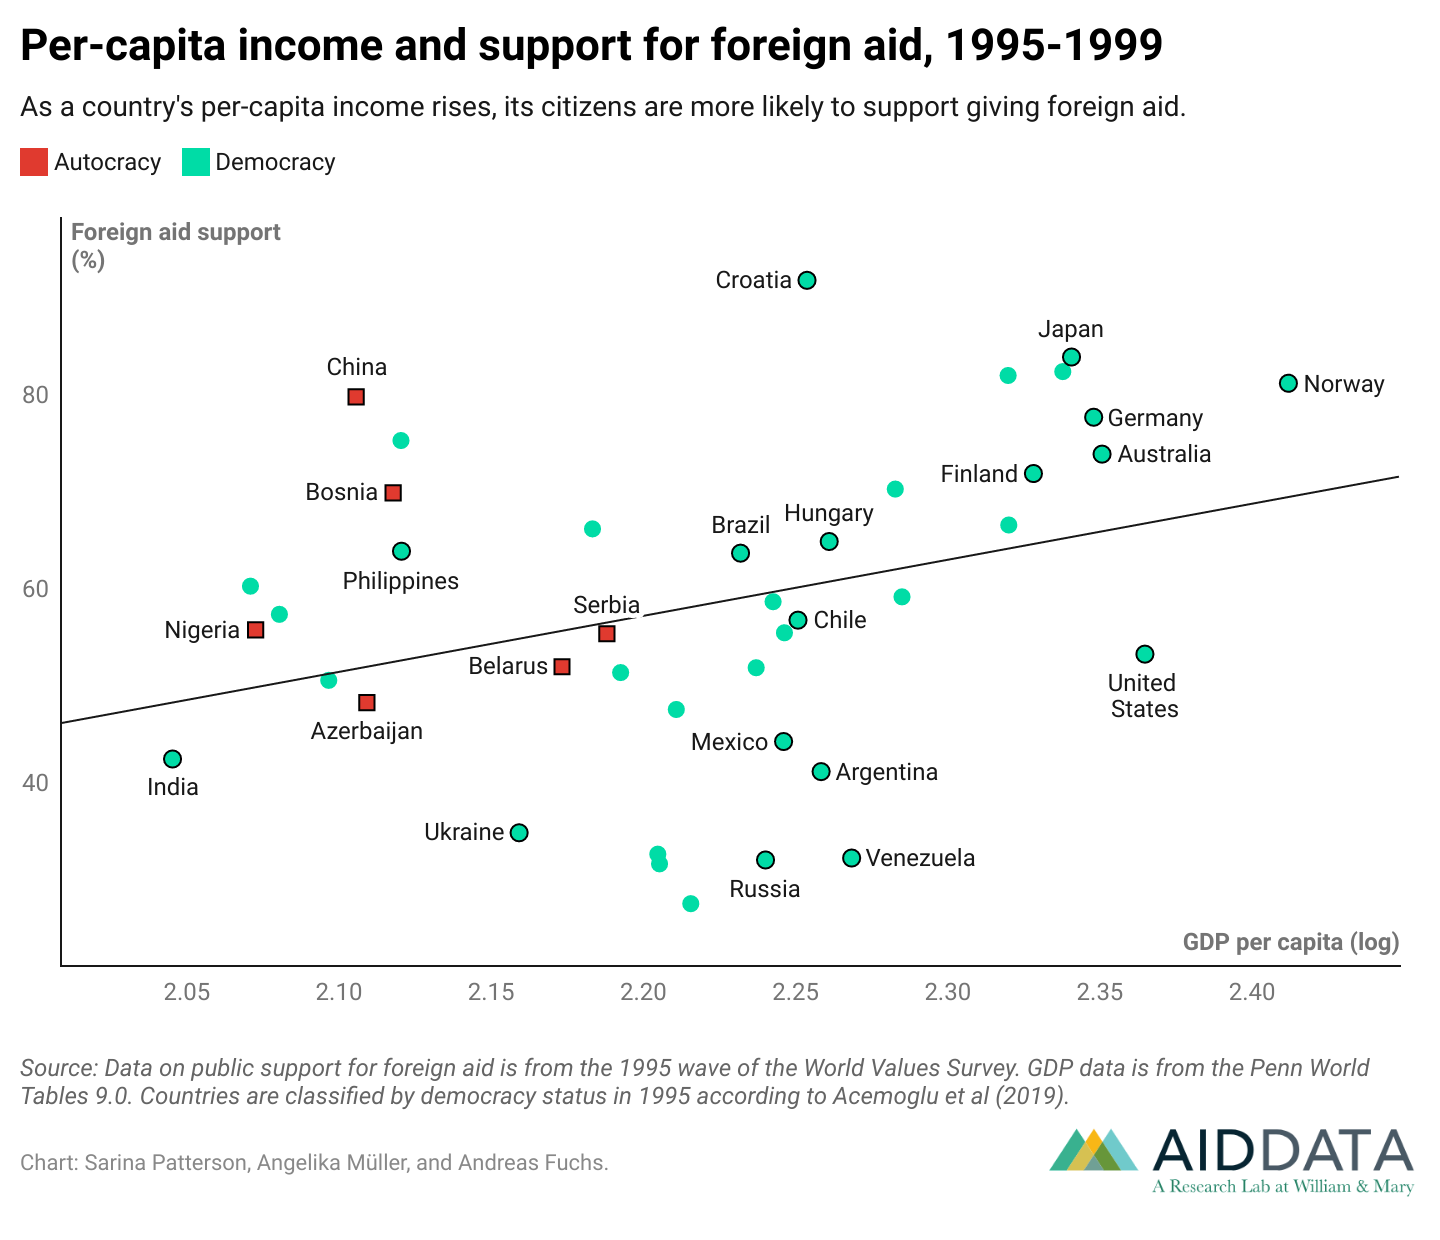 Per-capita income and support for foreign aid, 1995-1999
As a country's per-capita income rises, its citizens are more likely to support giving foreign aid.
Autocracy Democracy
Foreign aid support
(%)
Croatia
Japan
China
Norway
80
Germany
Australia
Finland
Bosnia
Hungary
Brazil
Philippines
60
Serbia
Chile
Nigeria
Belarus
United
States
Azerbaijan
Mexico
Argentina
40
India
Ukraine
Venezuela
Russia
GDP per capita (log)
2.05 2.10 2.15 2.20 2.25 2.30 2.35 2.40
Source: Data on public support for foreign aid is from the 1995 wave of the World Values Survey. GDP data is from the Penn World
Tables 9.0. Countries are classified by democracy status in 1995 according to Acemoglu et al (2019).
Chart: Sarina Patterson, Angelika Müller, and Andreas Fuchs.
AIDDATA
A Research Lab at William & Mary